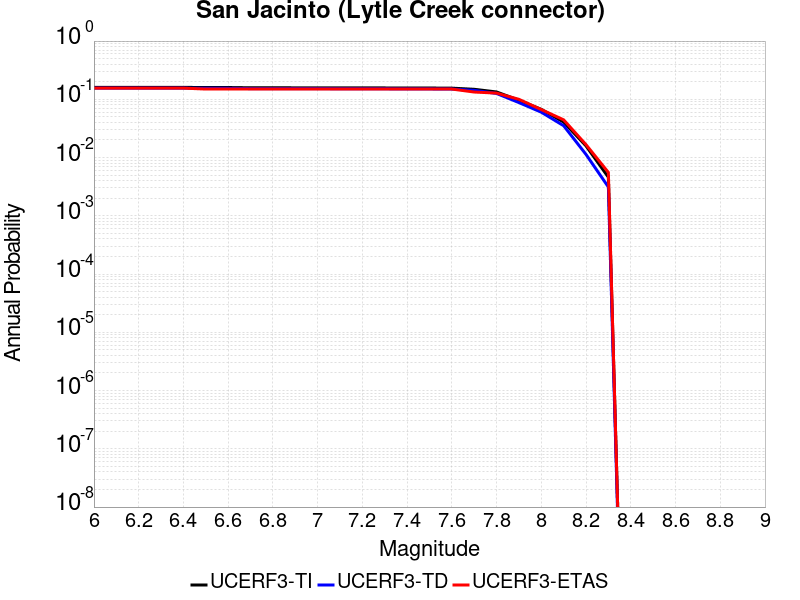 San Jacinto (Lytle Creek connector)
10^0
10^-1
10^-2
10^-3
10^-4
10^-5
10^-6
10^-7
10^-8
Annual Probability
6 6.2 6.4 6.6 6.8 7 7.2 7.4 7.6 7.8 8 8.2 8.4 8.6 8.8 9
Magnitude
UCERF3-TI UCERF3-TD UCERF3-ETAS